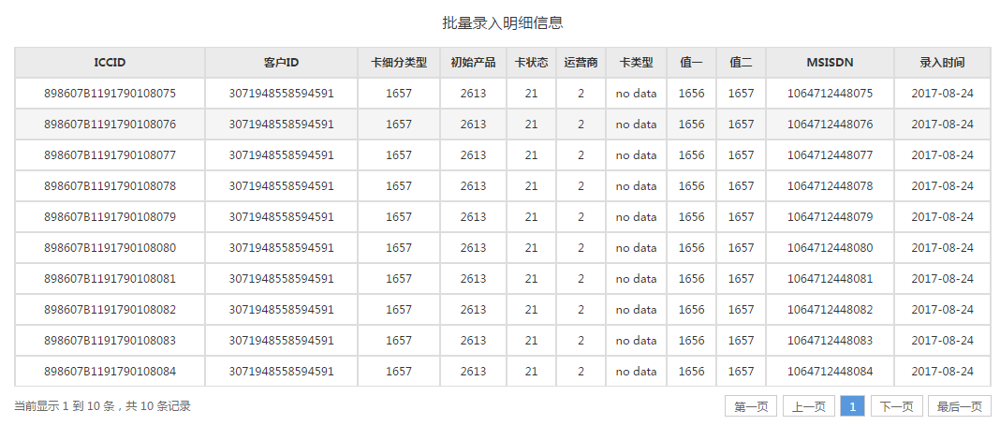 批量录入明细信息
ICCID 客户ID 卡细分类型 初始产品 卡状态 运营商 卡类型 值一 值二 MSISDN 录入时间
898607B1191790108075 3071948558594591 1657 2613 21 2 no data 1656 1657 1064712448075 2017-08-24
898607B1191790108076 3071948558594591 1657 2613 21 2 no data 1656 1657 1064712448076 2017-08-24
898607B1191790108077 3071948558594591 1657 2613 21 2 no data 1656 1657 1064712448077 2017-08-24
898607B1191790108078 3071948558594591 1657 2613 21 2 no data 1656 1657 1064712448078 2017-08-24
898607B1191790108079 3071948558594591 1657 2613 21 2 no data 1656 1657 1064712448079 2017-08-24
898607B1191790108080 3071948558594591 1657 2613 21 2 no data 1656 1657 1064712448080 2017-08-24
898607B1191790108081 3071948558594591 1657 2613 21 2 no data 1656 1657 1064712448081 2017-08-24
898607B1191790108082 3071948558594591 1657 2613 21 2 no data 1656 1657 1064712448082 2017-08-24
898607B1191790108083 3071948558594591 1657 2613 21 2 no data 1656 1657 1064712448083 2017-08-24
898607B1191790108084 3071948558594591 1657 2613 21 2 no data 1656 1657 1064712448084 2017-08-24
当前显示 1 到 10 条，共 10 条记录 第一页 上一页 1 下一页 最后一页